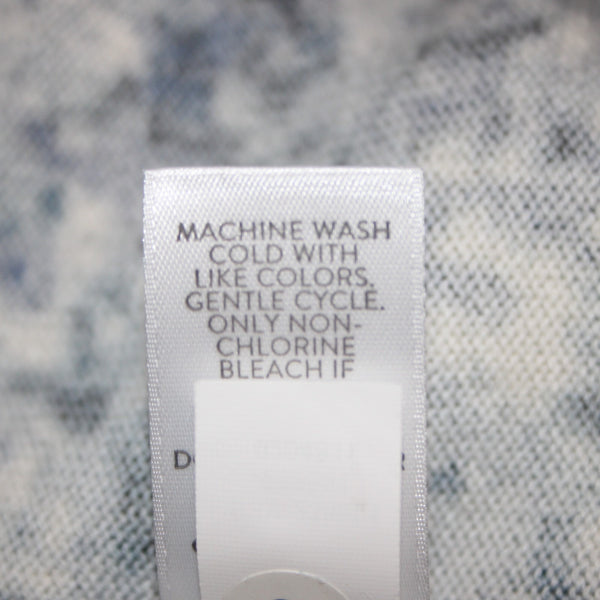 MACHINE WASH
COLD WITH
LIKE COLORS.
GENTLE CYCLE.
ONLY NON-
CHLORINE
BLEACH IF